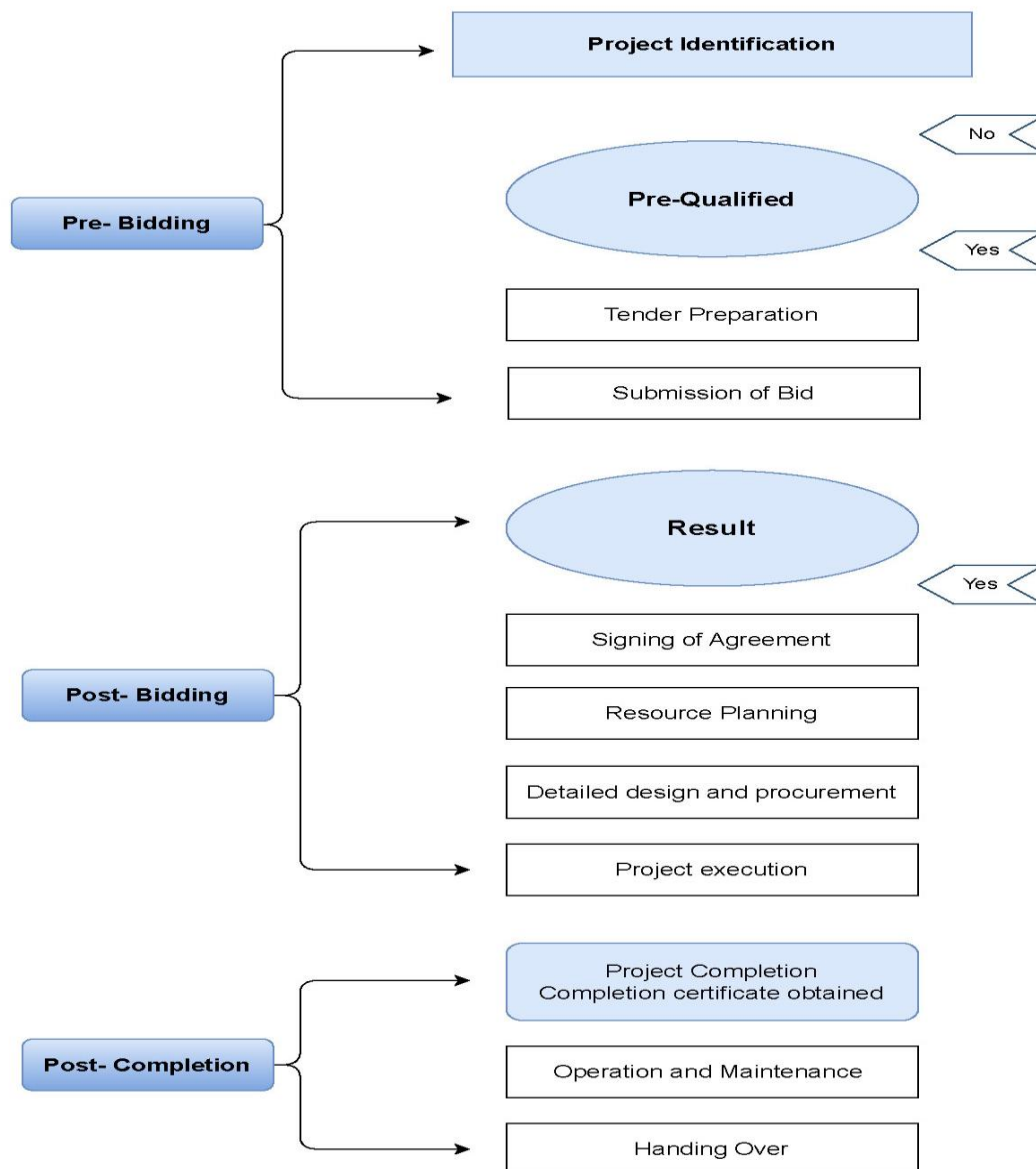 Project Identification
No
Pre-Qualified
Pre- Bidding
Yes
Tender Preparation
Submission of Bid
Result
Yes
Signing of Agreement
Post- Bidding
Resource Planning
Detailed design and procurement
Project execution
Project Completion
Completion certificate obtained
Post- Completion
Operation and Maintenance
Handing Over